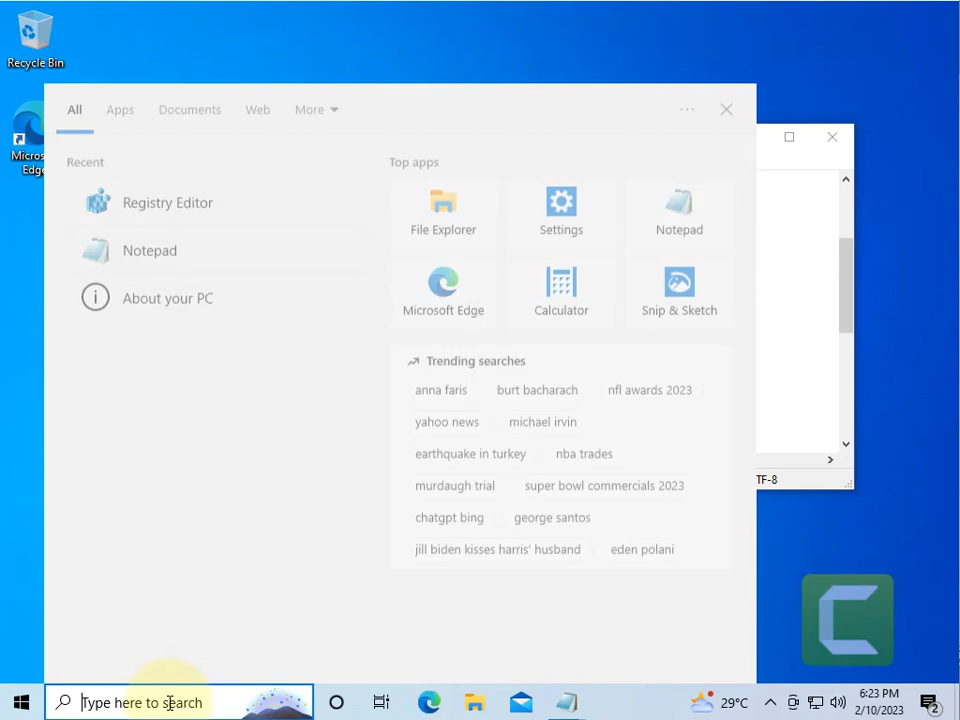 Recycle Bin
Micros
Edge
All Apps Documents Web More
Recent
Registry Editor
Notepad
About your PC
Top apps
File Explorer Settings Notepad
Microsoft Edge Calculator Snip & Sketch
Trending searches
anna faris burt bacharach nfl awards 2023
yahoo news michael irvin
earthquake in turkey nba trades
murdaugh trial super bowl commercials 2023
chatgpt bing george santos
jill biden kisses harris' husband eden polani
TF-8
Type here to search
29°C
6:23 PM
2/10/2023
2